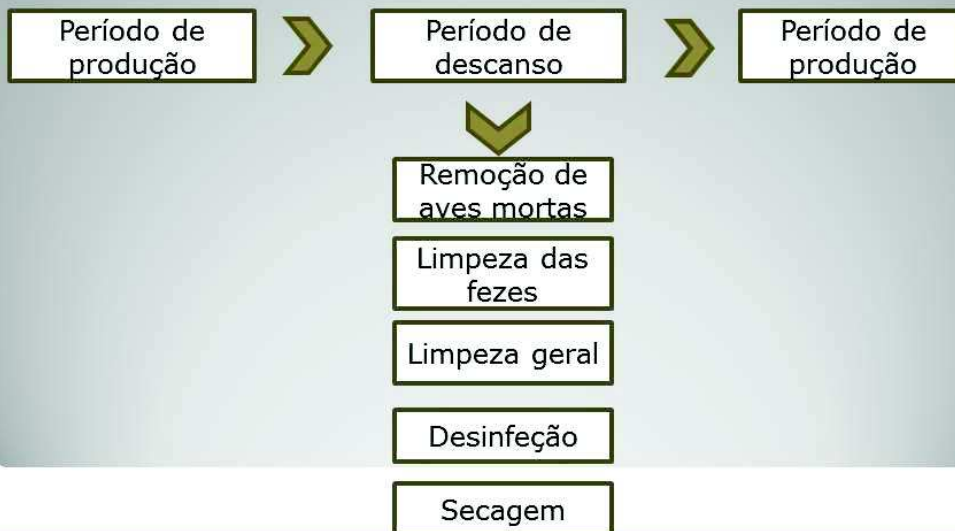 Período de
produção
Período de
descanso
Período de
produção
Remoção de
aves mortas
Limpeza das
fezes
Limpeza geral
Desinfeção
Secagem